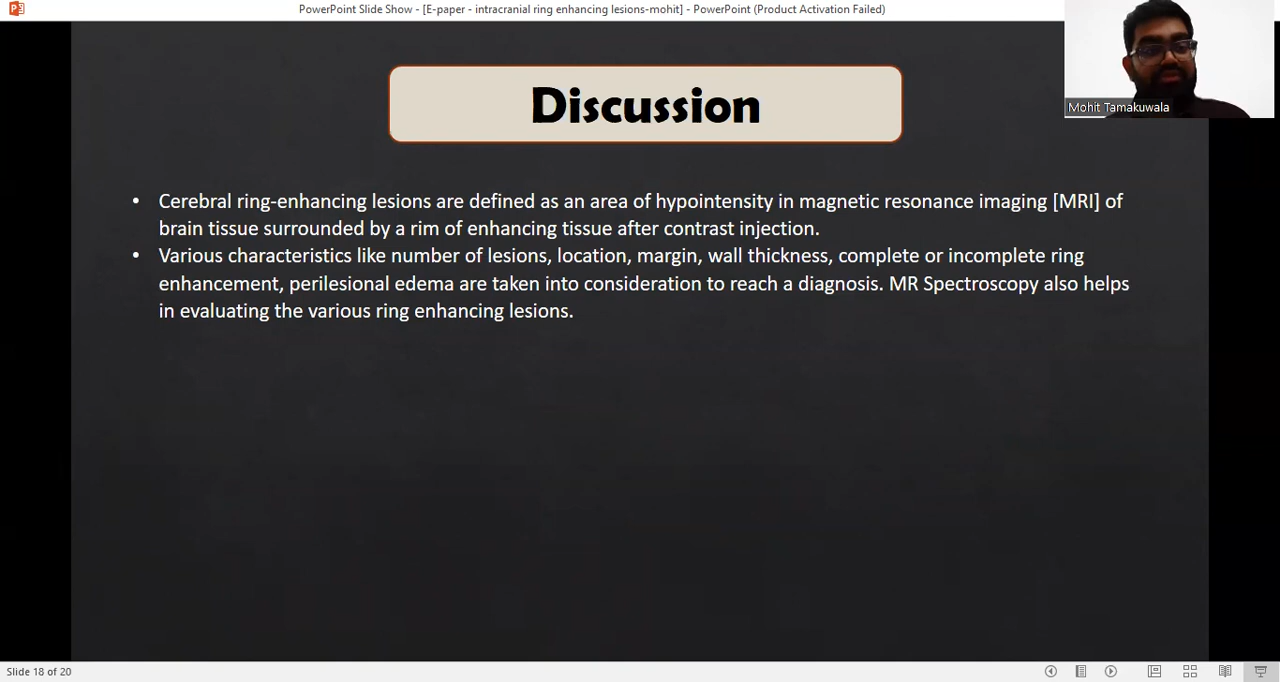 PowerPoint Slide Show - [E-paper - intracranial ring enhancing lesions-mohit] - PowerPoint (Product Activation Failed)
Mohit Tamakuwala
Discussion
• Cerebral ring-enhancing lesions are defined as an area of hypointensity in magnetic resonance imaging [MRI] of
brain tissue surrounded by a rim of enhancing tissue after contrast injection.
• Various characteristics like number of lesions, location, margin, wall thickness, complete or incomplete ring
enhancement, perilesional edema are taken into consideration to reach a diagnosis. MR Spectroscopy also helps
in evaluating the various ring enhancing lesions.
Slide 18 of 20